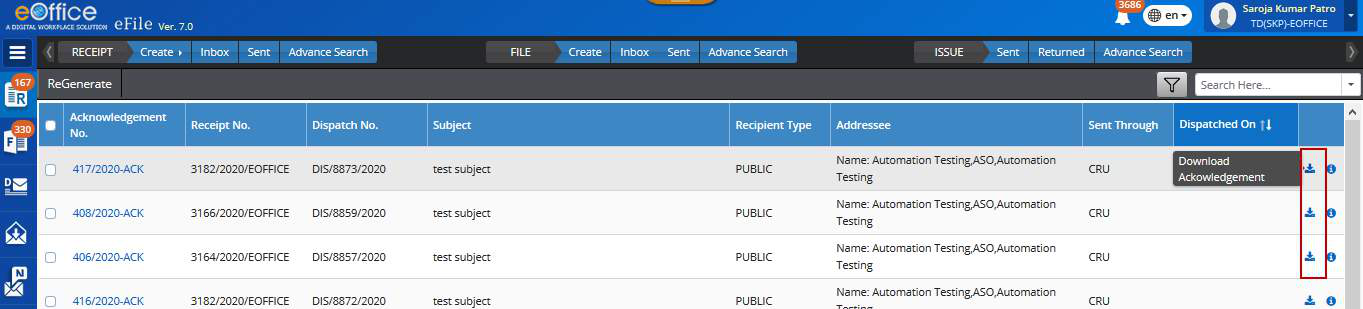 eOffice
A DIGITAL WORKPLACE SOLUTION eFile Ver. 7.0
3686
en
Saroja Kumar Patro
TD(SKP)-EOFFICE
RECEIPT Create Inbox Sent Advance Search FILE Create Inbox Sent Advance Search ISSUE Sent Returned Advance Search
167
R
330
F
D
N
ReGenerate
Search Here...
Acknowledgement No.
Receipt No.
Dispatch No.
Subject
Recipient Type
Addressee
Sent Through
Dispatched On
417/2020-ACK 3182/2020/EOFFICE DIS/8873/2020 test subject PUBLIC Name: Automation Testing,ASO,Automation
Testing CRU
Download
Ackowledgement
408/2020-ACK 3166/2020/EOFFICE DIS/8859/2020 test subject PUBLIC Name: Automation Testing,ASO,Automation
Testing CRU
406/2020-ACK 3164/2020/EOFFICE DIS/8857/2020 test subject PUBLIC Name: Automation Testing,ASO,Automation
Testing CRU
416/2020-ACK 3182/2020/EOFFICE DIS/8872/2020 test subject PUBLIC Name: Automation Testing,ASO,Automation
CRU